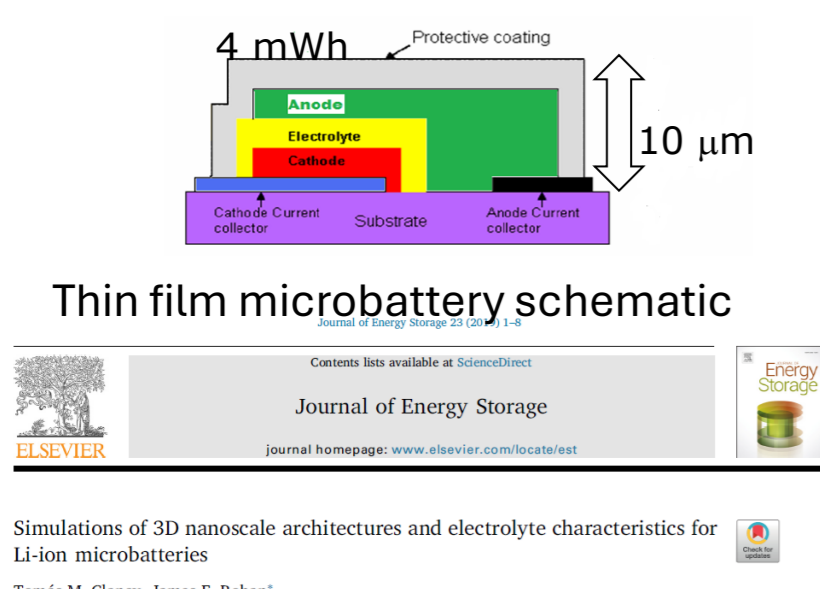 4 mWh
Protective coating
Anode
Electrolyte
Cathode
10 μm
Cathode Current
collector
Substrate
Anode Current
collector
Thin film microbattery schematic
Journal of Energy Storage 23 (2019) 1–8
Contents lists available at ScienceDirect
Energy
Storage
Journal of Energy Storage
ELSEVIER
journal homepage: www.elsevier.com/locate/est
Simulations of 3D nanoscale architectures and electrolyte characteristics for
Li-ion microbatteries
Check for
updates